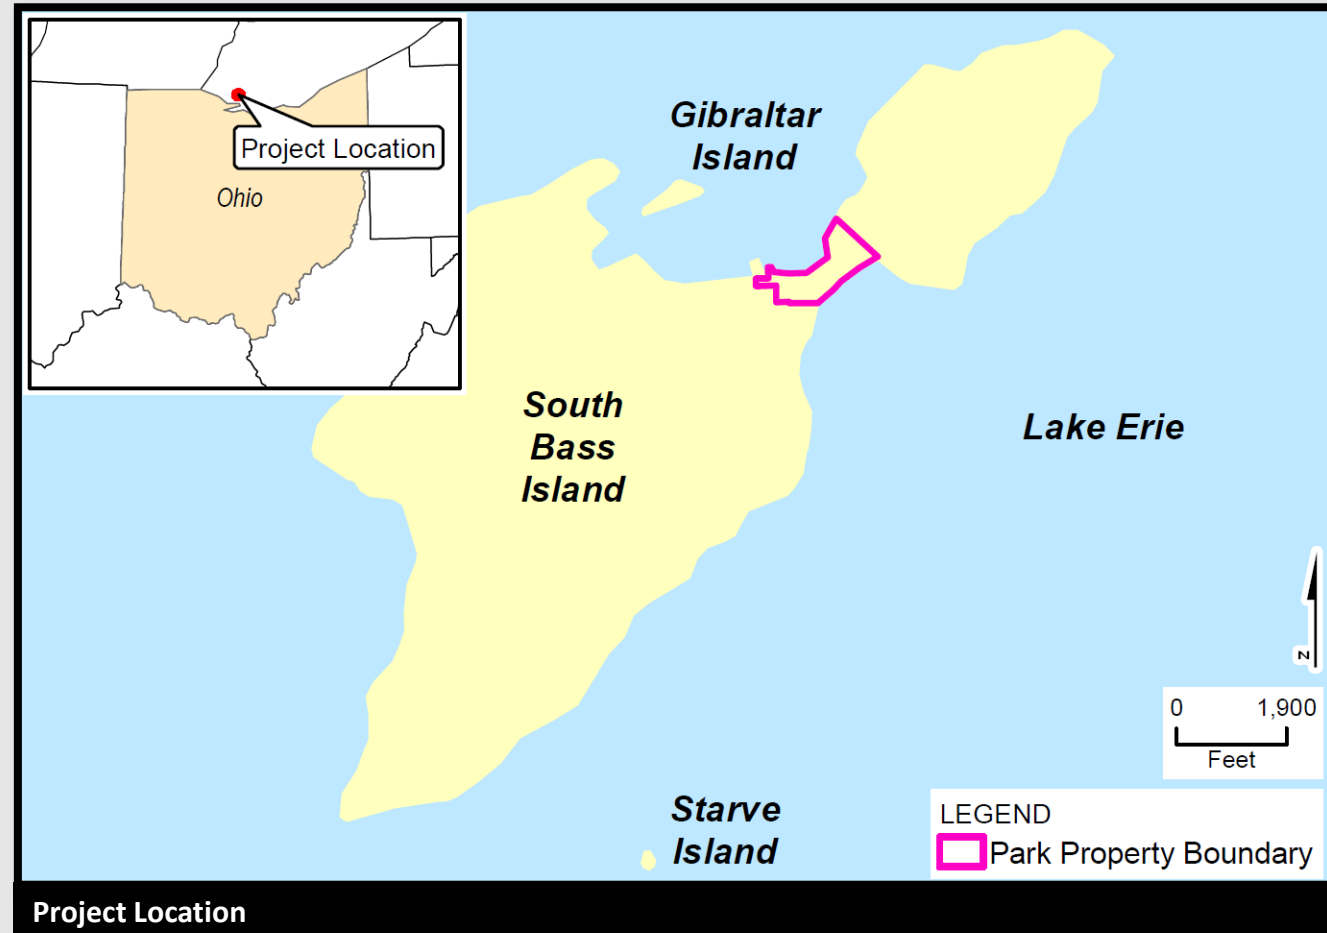 Project Location
Ohio
Gibraltar
Island
South
Bass
Island
Lake Erie
Starve
Island
N
0 1,900
Feet
LEGEND
Park Property Boundary
Project Location